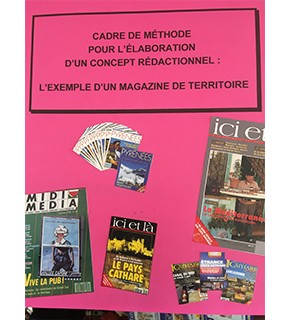 CADRE DE MÉTHODE
POUR L'ÉLABORATION
D'UN CONCEPT RÉDACTIONNEL :
L'EXEMPLE D'UN MAGAZINE DE TERRITOIRE
PYRÉNÉES
ici et là
MIDI
MEDIA
VIVE LA PUB !
ici et là
LE PAYS
CATHARE